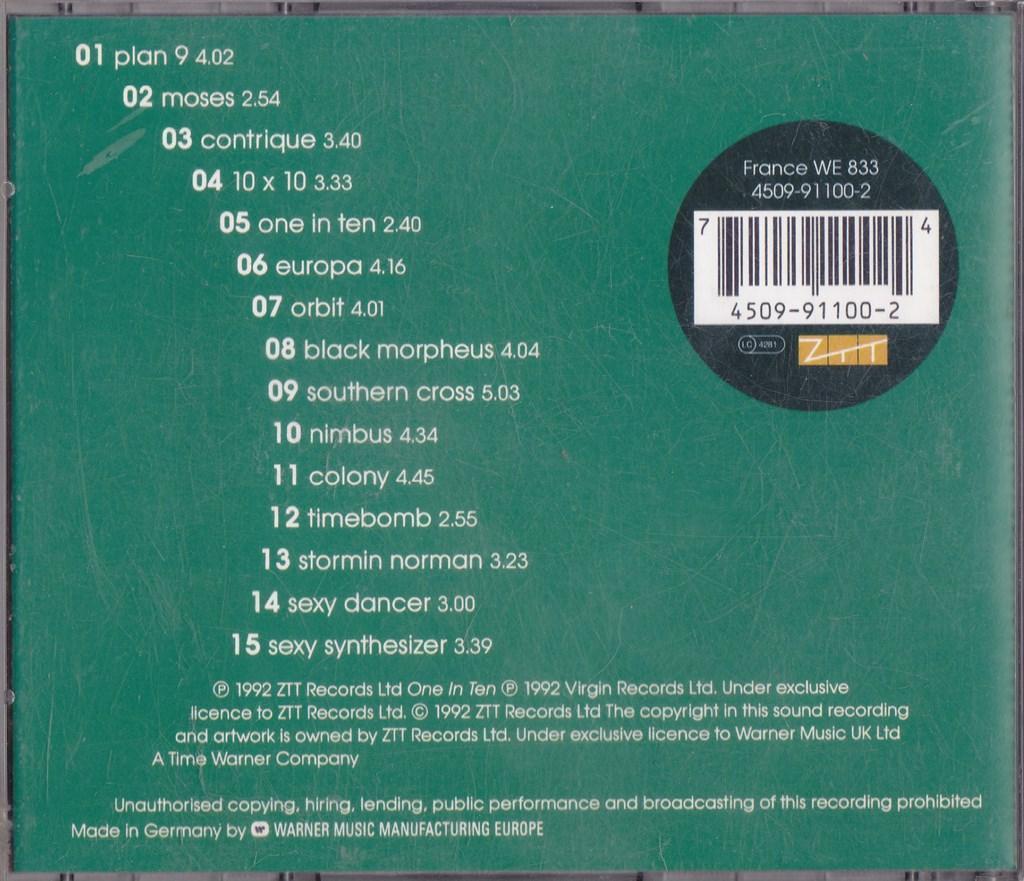 01 plan 9 4.02
02 moses 2.54
03 contrique 3.40
04 10 x 10 3.33
05 one in ten 2.40
06 europa 4.16
07 orbit 4.01
08 black morpheus 4.04
09 southern cross 5.03
10 nimbus 4.34
11 colony 4.45
12 timebomb 2.55
13 stormin norman 3.23
14 sexy dancer 3.00
15 sexy synthesizer 3.39
France WE 833
4509-91100-2
7 4
4509-91100-2
LC 4281 ZTT
℗ 1992 ZTT Records Ltd One In Ten ℗ 1992 Virgin Records Ltd. Under exclusive
licence to ZTT Records Ltd. © 1992 ZTT Records Ltd The copyright in this sound recording
and artwork is owned by ZTT Records Ltd. Under exclusive licence to Warner Music UK Ltd
A Time Warner Company
Unauthorised copying, hiring, lending, public performance and broadcasting of this recording prohibited
Made in Germany by WARNER MUSIC MANUFACTURING EUROPE